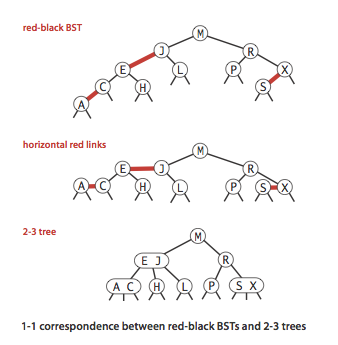 red-black BST
M
J R
E L P X
C H S
A
horizontal red links
M
E J R
A C H L P S X
2-3 tree
M
E J R
A C H L P S X
1-1 correspondence between red-black BSTs and 2-3 trees